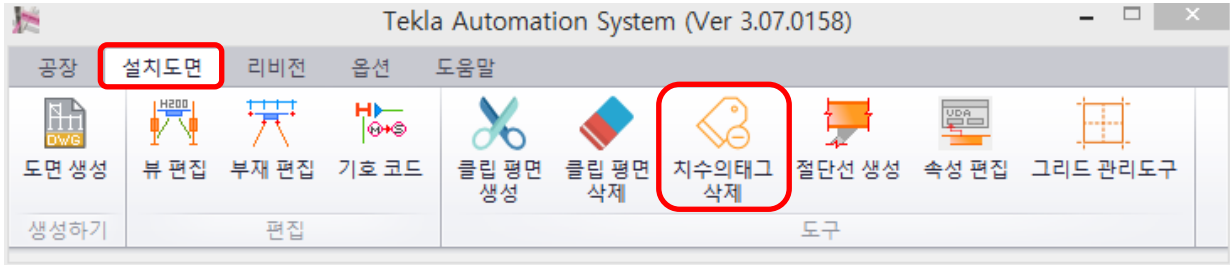 Tekla Automation System (Ver 3.07.0158)
공장 설치도면 리비전 옵션 도움말
DWG H200 H M S VDA
도면 생성 뷰 편집 부재 편집 기호 코드 클립 평면 클립 평면 치수의태그 절단선 생성 속성 편집 그리드 관리도구
생성 삭제 삭제
생성하기 편집 도구